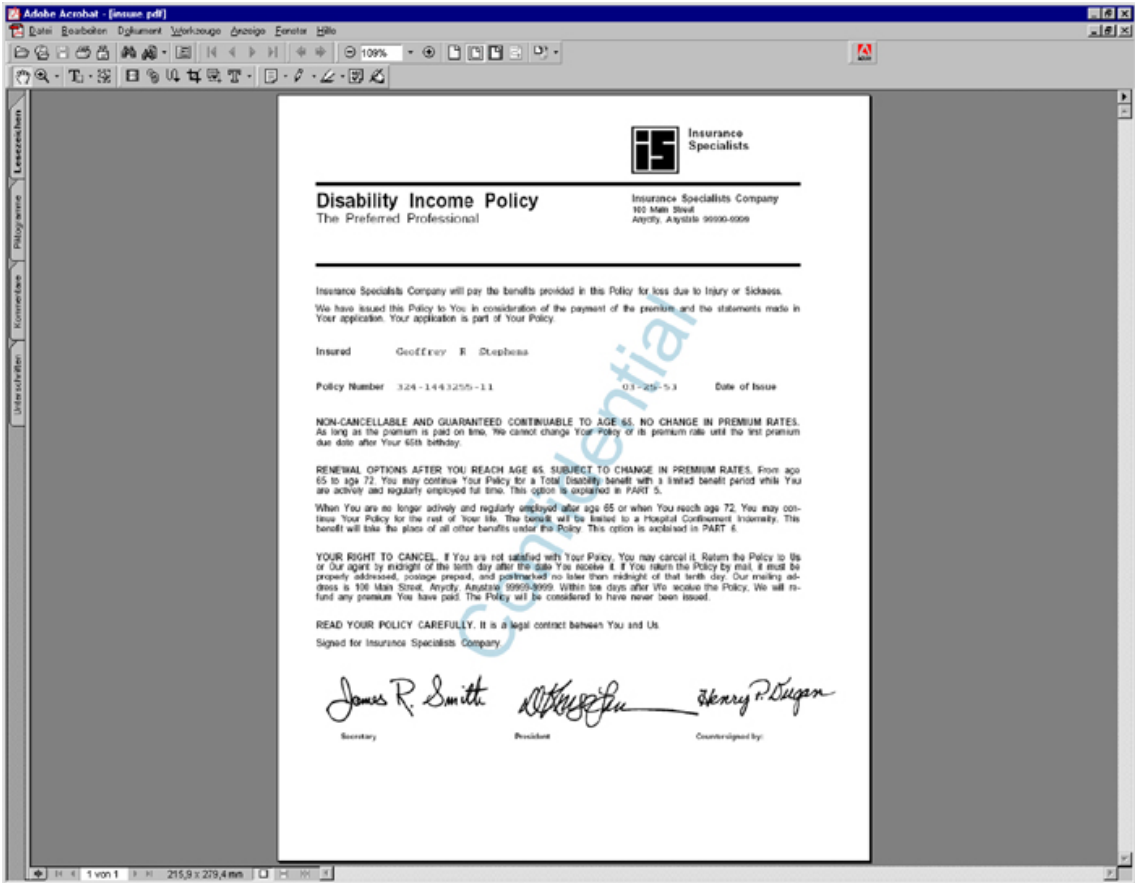 Adobe Acrobat - [insure.pdf]
Datei Bearbeiten Dokument Werkzeuge Anzeige Fenster Hilfe
109%
Lesezeichen
Piktogramme
Kommentare
Unterschriften
iS Insurance
Specialists
Disability Income Policy
The Preferred Professional
Insurance Specialists Company
100 Main Street
Anycity, Anystate 99999-9999
Insurance Specialists Company will pay the benefits provided in this Policy for loss due to Injury or Sickness.
We have issued this Policy to You in consideration of the payment of the premium and the statements made in
Your application. Your application is part of Your Policy.
Insured Geoffrey R Stephens
Policy Number 324-1443255-11 03-25-53 Date of Issue
NON-CANCELLABLE AND GUARANTEED CONTINUABLE TO AGE 65. NO CHANGE IN PREMIUM RATES.
As long as the premium is paid on time, We cannot change Your Policy or its premium rate until the first premium
due date after Your 65th birthday.
RENEWAL OPTIONS AFTER YOU REACH AGE 65. SUBJECT TO CHANGE IN PREMIUM RATES. From age
65 to age 72. You may continue Your Policy for a Total Disability benefit with a limited benefit period while You
are actively and regularly employed full time. This option is explained in PART 5.
When You are no longer actively and regularly employed after age 65 or when You reach age 72, You may con-
tinue Your Policy for the rest of Your life. The benefit will be limited to a Hospital Confinement Indemnity. This
benefit will take the place of all other benefits under the Policy. This option is explained in PART 6.
YOUR RIGHT TO CANCEL. If You are not satisfied with Your Policy, You may cancel it. Return the Policy to Us
or Our agent by midnight of the tenth day after the date You receive it. If You return the Policy by mail, it must be
properly addressed, postage prepaid, and postmarked no later than midnight of that tenth day. Our mailing ad-
dress is 100 Main Street, Anycity, Anystate 99999-9999. Within ten days after We receive the Policy, We will re-
fund any premium You have paid. The Policy will be considered to have never been issued.
READ YOUR POLICY CAREFULLY. It is a legal contract between You and Us.
Signed for Insurance Specialists Company.
Confidential
James R. Smith Henry P. Dugan
Secretary President Countersigned by:
1 von 1 215,9 x 279,4 mm